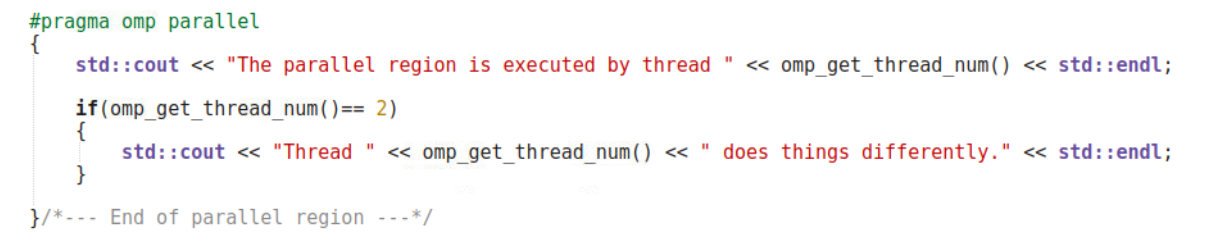 #pragma omp parallel
{
    std::cout << "The parallel region is executed by thread " << omp_get_thread_num() << std::endl;
    if(omp_get_thread_num()== 2)
    {
        std::cout << "Thread " << omp_get_thread_num() << " does things differently." << std::endl;
    }
}/*--- End of parallel region ---*/